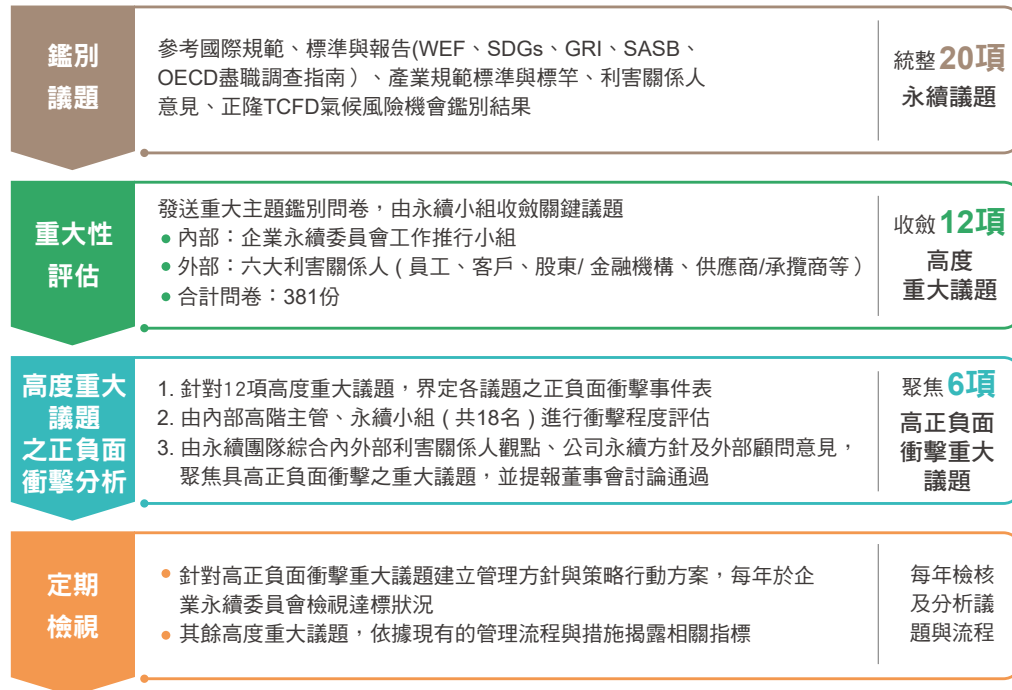 鑑別
議題
參考國際規範、標準與報告(WEF、SDGs、GRI、SASB、
OECD盡職調查指南）、產業規範標準與標竿、利害關係人
意見、正隆TCFD氣候風險機會鑑別結果
統整20項
永續議題
重大性
評估
發送重大主題鑑別問卷，由永續小組收斂關鍵議題
• 內部：企業永續委員會工作推行小組
• 外部：六大利害關係人 ( 員工、客戶、股東/ 金融機構、供應商/承攬商等 )
• 合計問卷：381份
收斂12項
高度
重大議題
高度重大
議題
之正負面
衝擊分析
1. 針對12項高度重大議題，界定各議題之正負面衝擊事件表
2. 由內部高階主管、永續小組 ( 共18名 ) 進行衝擊程度評估
3. 由永續團隊綜合內外部利害關係人觀點、公司永續方針及外部顧問意見，
聚焦具高正負面衝擊之重大議題，並提報董事會討論通過
聚焦6項
高正負面
衝擊重大
議題
定期
檢視
• 針對高正負面衝擊重大議題建立管理方針與策略行動方案，每年於企
業永續委員會檢視達標狀況
• 其餘高度重大議題，依據現有的管理流程與措施揭露相關指標
每年檢核
及分析議
題與流程